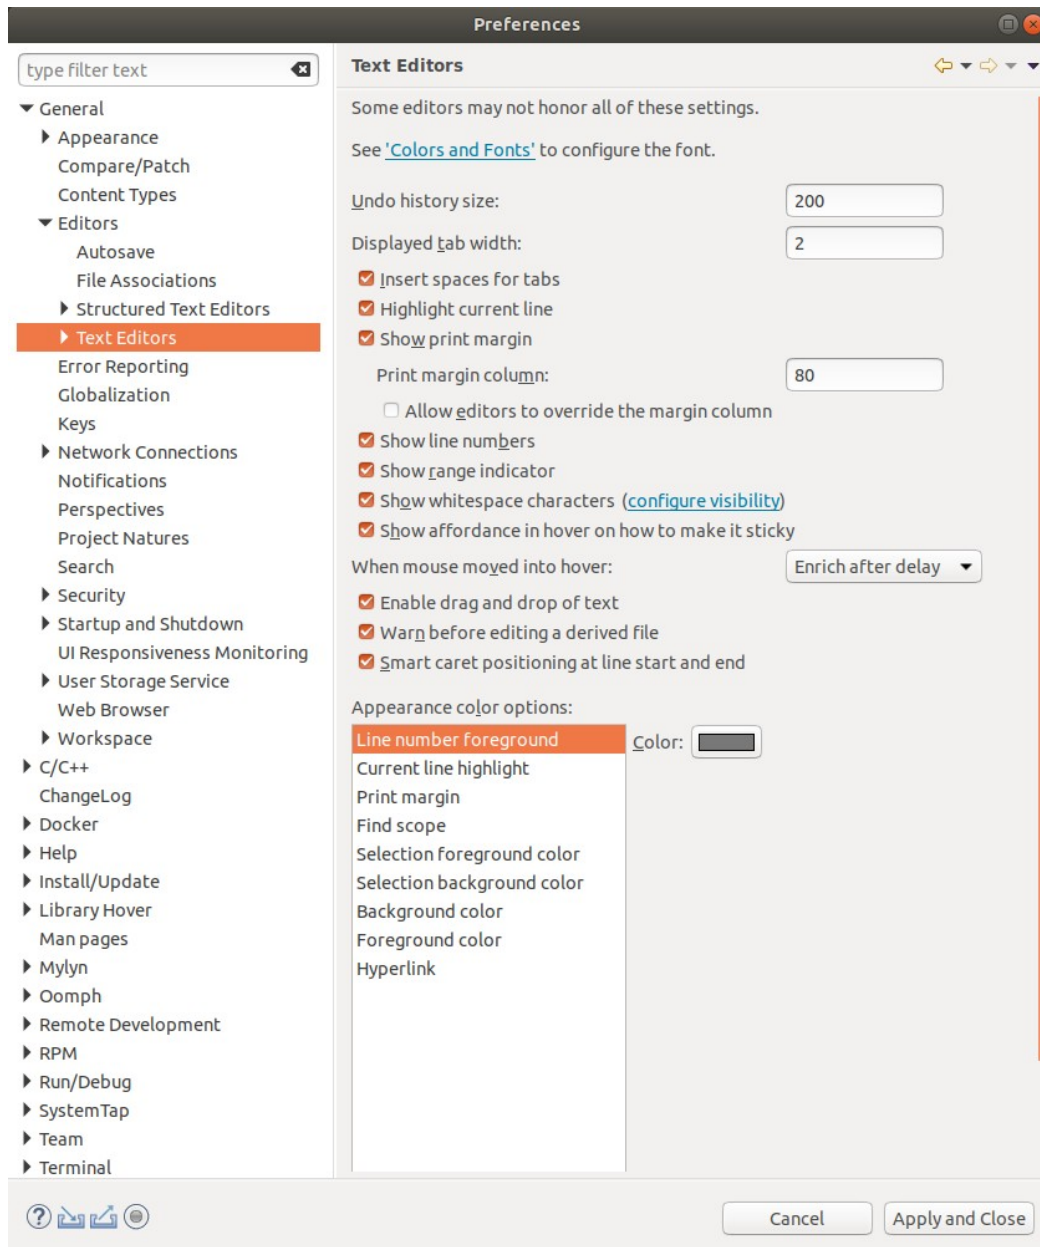 Preferences
type filter text
General
Appearance
Compare/Patch
Content Types
Editors
Autosave
File Associations
Structured Text Editors
Text Editors
Error Reporting
Globalization
Keys
Network Connections
Notifications
Perspectives
Project Natures
Search
Security
Startup and Shutdown
UI Responsiveness Monitoring
User Storage Service
Web Browser
Workspace
C/C++
ChangeLog
Docker
Help
Install/Update
Library Hover
Man pages
Mylyn
Oomph
Remote Development
RPM
Run/Debug
SystemTap
Team
Terminal
Text Editors
Some editors may not honor all of these settings.
See 'Colors and Fonts' to configure the font.
Undo history size: 200
Displayed tab width: 2
Insert spaces for tabs
Highlight current line
Show print margin
Print margin column: 80
Allow editors to override the margin column
Show line numbers
Show range indicator
Show whitespace characters (configure visibility)
Show affordance in hover on how to make it sticky
When mouse moved into hover: Enrich after delay
Enable drag and drop of text
Warn before editing a derived file
Smart caret positioning at line start and end
Appearance color options:
Line number foreground Color:
Current line highlight
Print margin
Find scope
Selection foreground color
Selection background color
Background color
Foreground color
Hyperlink
? Cancel Apply and Close